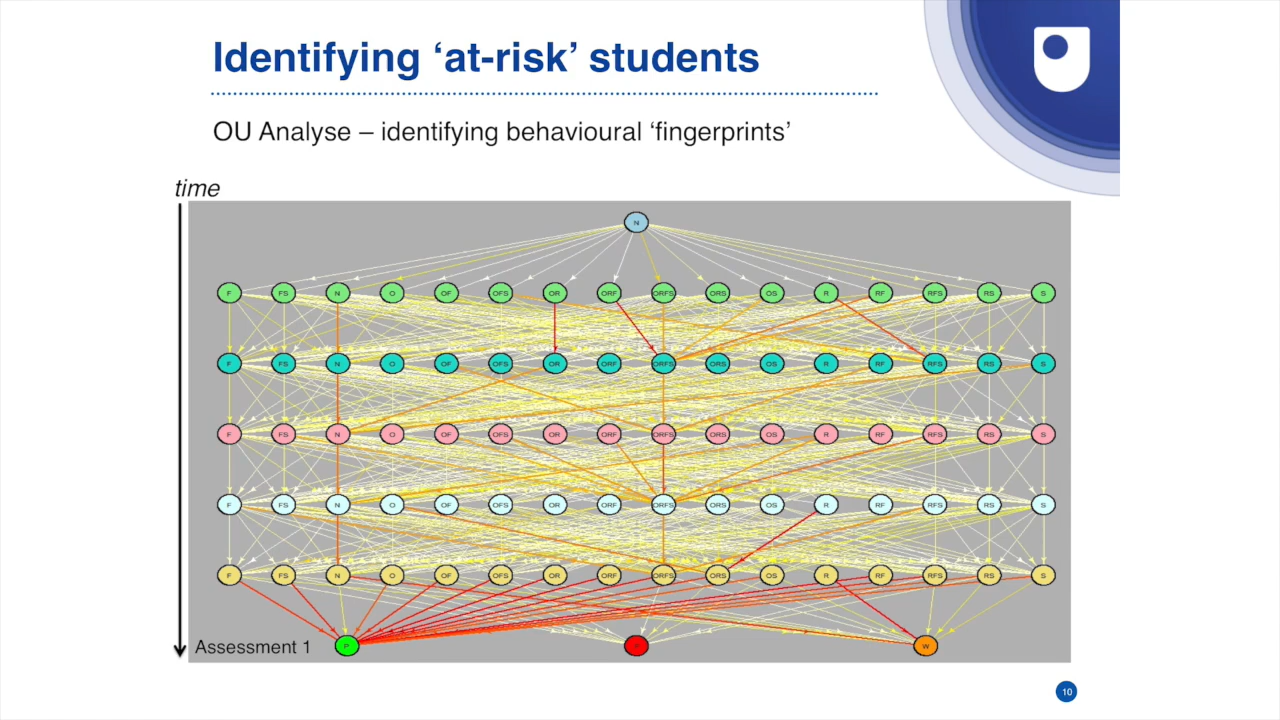 Identifying ‘at-risk’ students
OU Analyse – identifying behavioural ‘fingerprints’
time
N
F FS N O OF OFS OR ORF ORFS ORS OS R RF RFS RS S
F FS N O OF OFS OR ORF ORFS ORS OS R RF RFS RS S
F FS N O OF OFS OR ORF ORFS ORS OS R RF RFS RS S
F FS N O OF OFS OR ORF ORFS ORS OS R RF RFS RS S
F FS N O OF OFS OR ORF ORFS ORS OS R RF RFS RS S
Assessment 1 P W
10